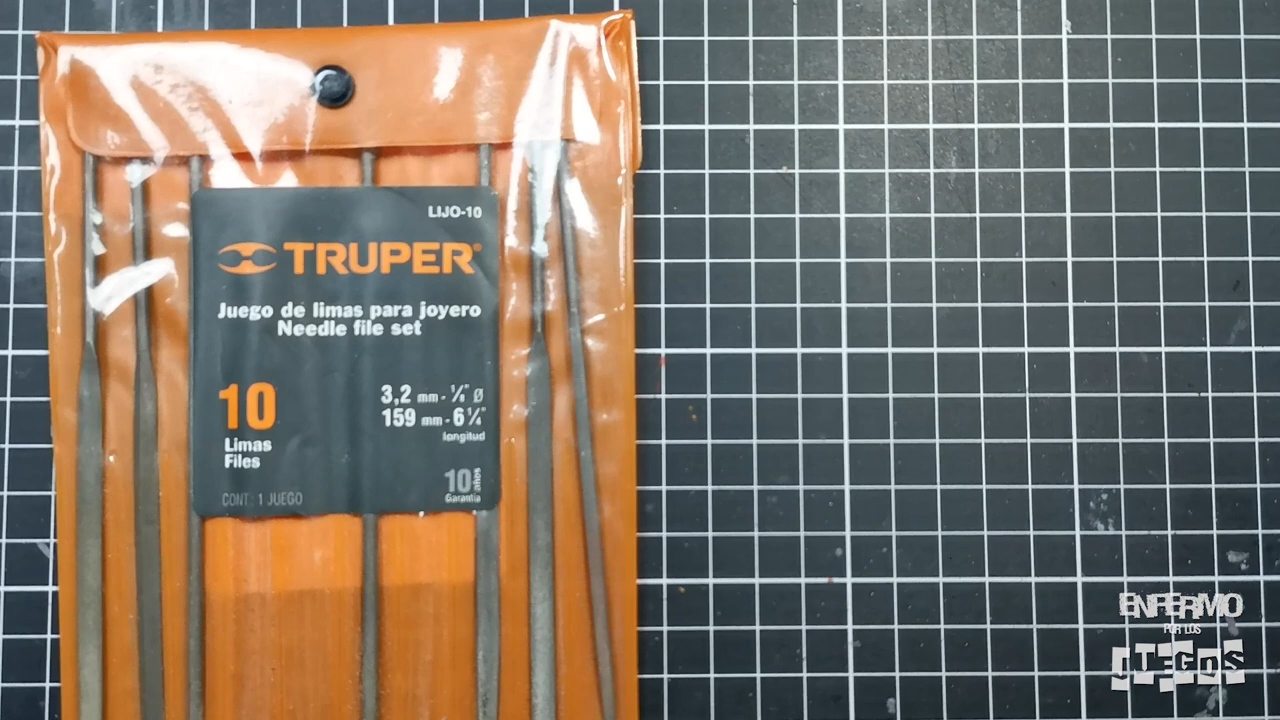 LIJO-10
TRUPER®
Juego de limas para joyero
Needle file set
10
Limas
Files
3,2 mm - 1/8" Ø
159 mm - 6 1/4"
longitud
10 años
Garantía
CONT: 1 JUEGO
ENFERMO
POR LOS
JUEGOS